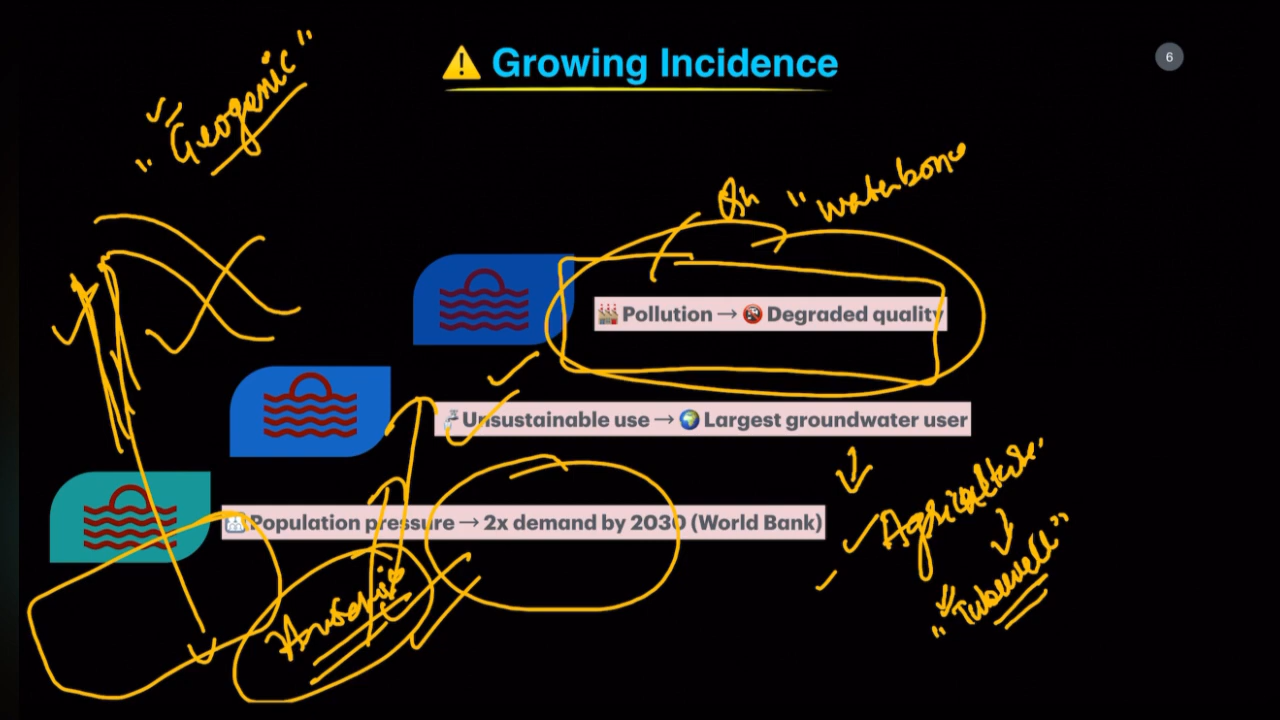 ⚠️ Growing Incidence
6
"Geogenic"
"waterborne
🏭 Pollution → 🚱 Degraded quality
🚰 Unsustainable use → 🌍 Largest groundwater user
Agriculture
"Tubewell"
Population pressure → 2x demand by 2030 (World Bank)